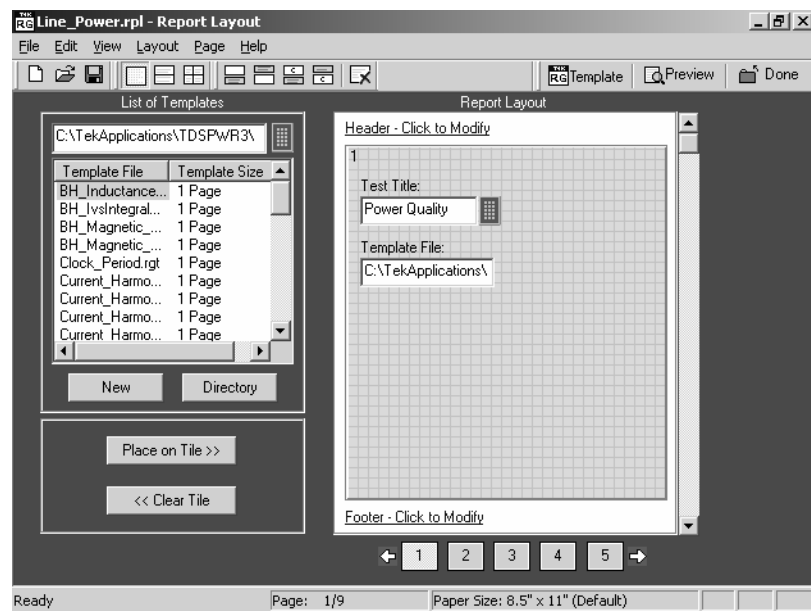 TEK RG Line_Power.rpl - Report Layout
File Edit View Layout Page Help
TEK RG Template Preview Done
List of Templates
C:\TekApplications\TDSPWR3\
Template File Template Size
BH_Inductance... 1 Page
BH_IvsIntegral... 1 Page
BH_Magnetic_... 1 Page
BH_Magnetic_... 1 Page
Clock_Period.rgt 1 Page
Current_Harmo... 1 Page
Current_Harmo... 1 Page
Current_Harmo... 1 Page
Current_Harmo... 1 Page
New Directory
Place on Tile >>
<< Clear Tile
Report Layout
Header - Click to Modify
1
Test Title:
Power Quality
Template File:
C:\TekApplications\
Footer - Click to Modify
1 2 3 4 5
Ready Page: 1/9 Paper Size: 8.5" x 11" (Default)